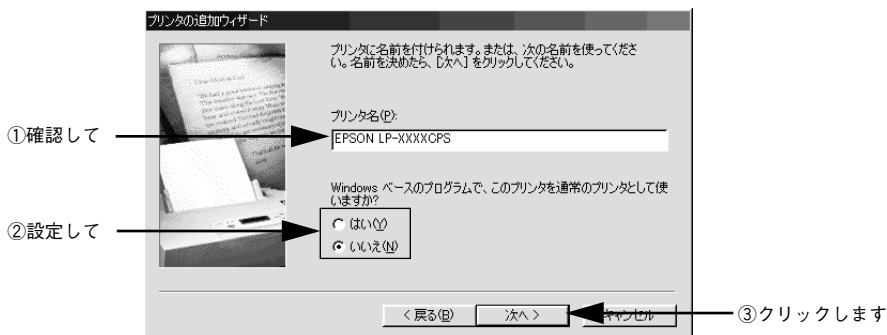 プリンタの追加ウィザード
プリンタに名前を付けられます。または、次の名前を使ってくださ
い。名前を決めたら、[次へ] をクリックしてください。
プリンタ名(P):
①確認して
EPSON LP-XXXXCPS
Windows ベースのプログラムで、このプリンタを通常のプリンタとして使
いますか?
②設定して
はい(Y)
いいえ(N)
< 戻る(B)
次へ >
キャンセル
③クリックします